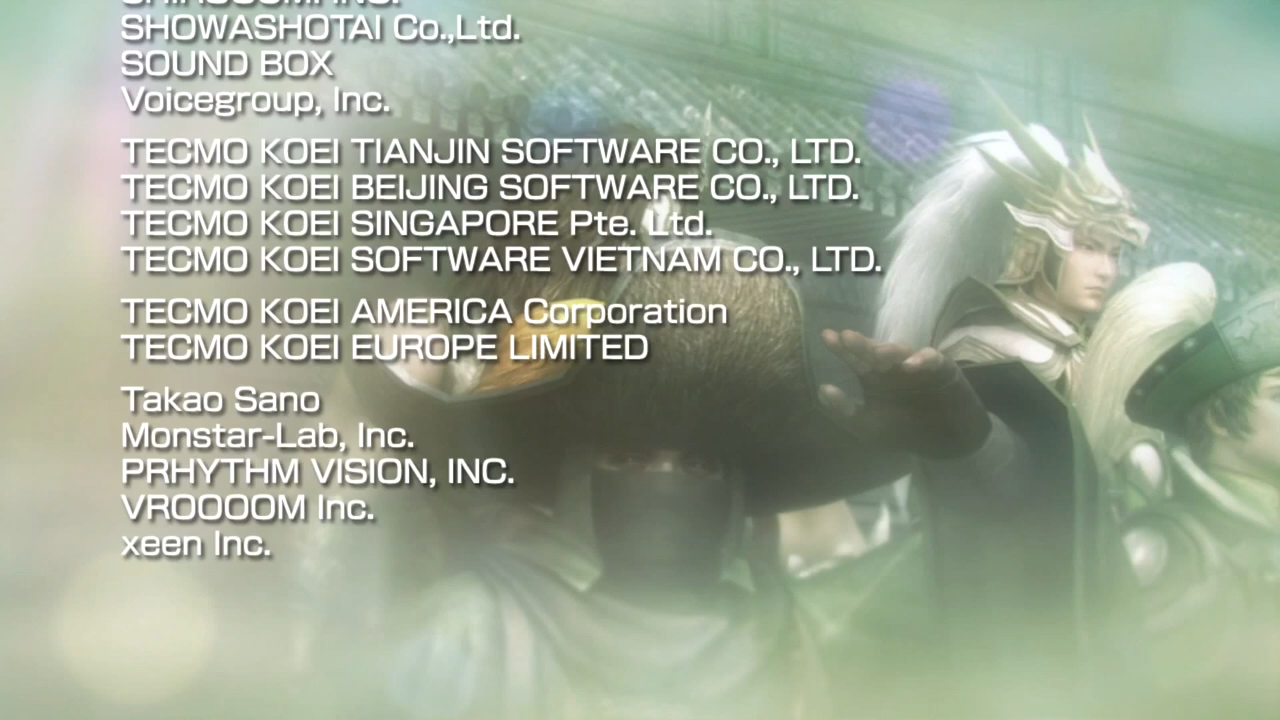 SHOWASHOTAI Co.,Ltd.
SOUND BOX
Voicegroup, Inc.
TECMO KOEI TIANJIN SOFTWARE CO., LTD.
TECMO KOEI BEIJING SOFTWARE CO., LTD.
TECMO KOEI SINGAPORE Pte. Ltd.
TECMO KOEI SOFTWARE VIETNAM CO., LTD.
TECMO KOEI AMERICA Corporation
TECMO KOEI EUROPE LIMITED
Takao Sano
Monstar-Lab, Inc.
PRHYTHM VISION, INC.
VROOOOM Inc.
xeen Inc.